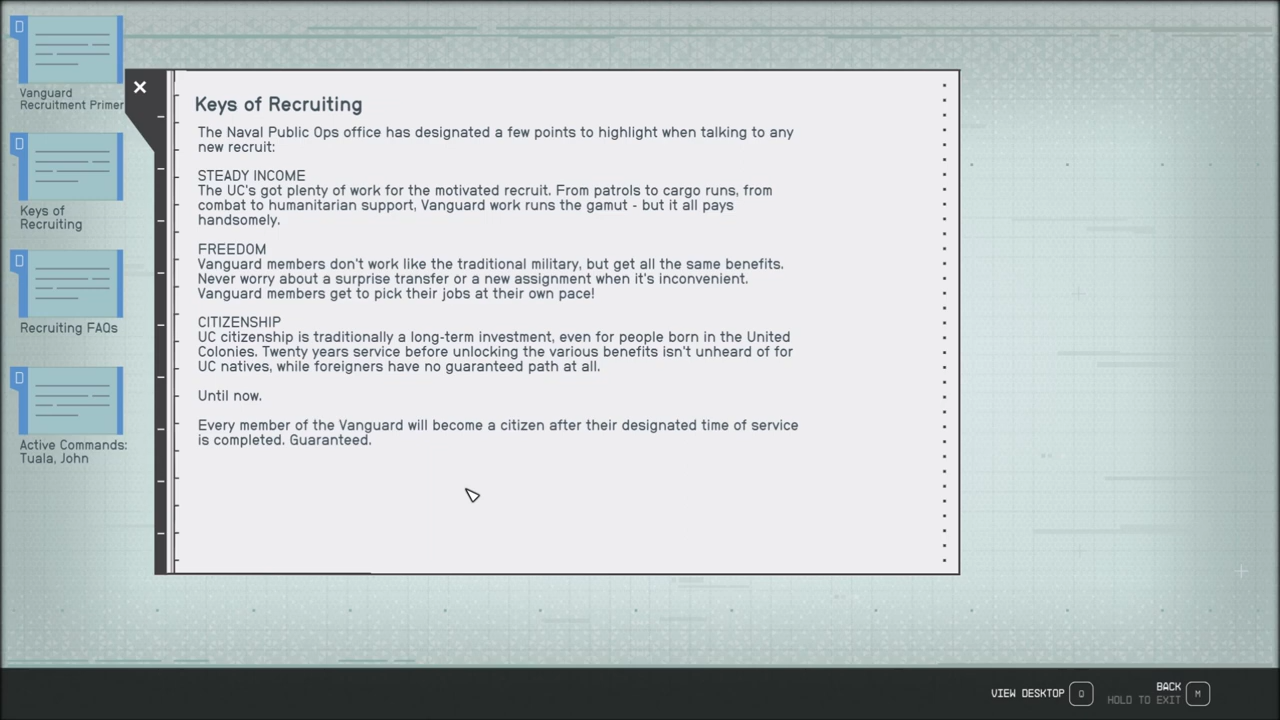 Vanguard
Recruitment Primer
Keys of
Recruiting
Recruiting FAQs
Active Commands:
Tuala, John
Keys of Recruiting
The Naval Public Ops office has designated a few points to highlight when talking to any
new recruit:
STEADY INCOME
The UC's got plenty of work for the motivated recruit. From patrols to cargo runs, from
combat to humanitarian support, Vanguard work runs the gamut - but it all pays
handsomely.
FREEDOM
Vanguard members don't work like the traditional military, but get all the same benefits.
Never worry about a surprise transfer or a new assignment when it's inconvenient.
Vanguard members get to pick their jobs at their own pace!
CITIZENSHIP
UC citizenship is traditionally a long-term investment, even for people born in the United
Colonies. Twenty years service before unlocking the various benefits isn't unheard of for
UC natives, while foreigners have no guaranteed path at all.
Until now.
Every member of the Vanguard will become a citizen after their designated time of service
is completed. Guaranteed.
VIEW DESKTOP Q
BACK
HOLD TO EXIT M